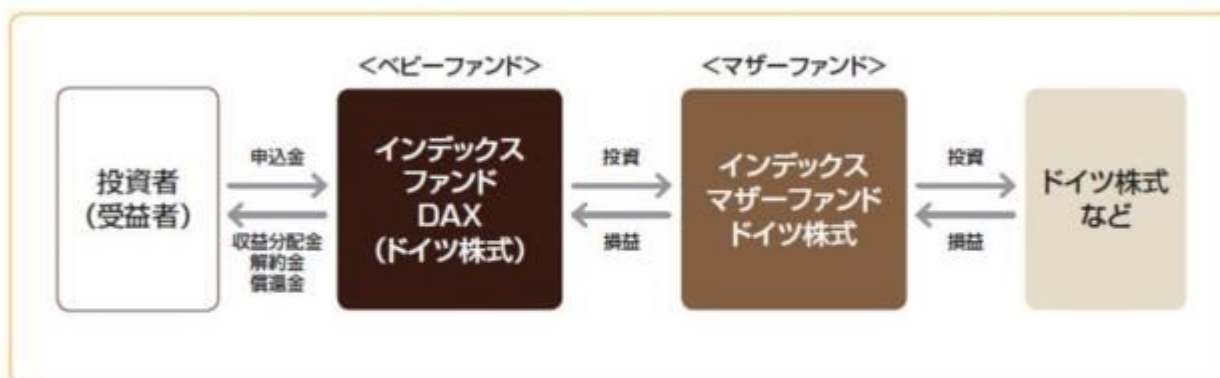 <ベビーファンド>
<マザーファンド>
投資者
(受益者)
申込金
収益分配金
解約金
償還金
インデックス
ファンド
DAX
(ドイツ株式)
投資
損益
インデックス
マザーファンド
ドイツ株式
投資
損益
ドイツ株式
など